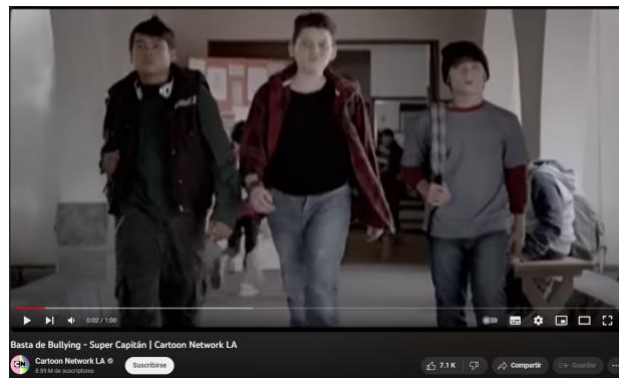 0:02 / 1:00
Basta de Bullying - Super Capitán | Cartoon Network LA
CN
Cartoon Network LA
8.89 M de suscriptores
Suscribirse
7.1 K
Compartir
Guardar